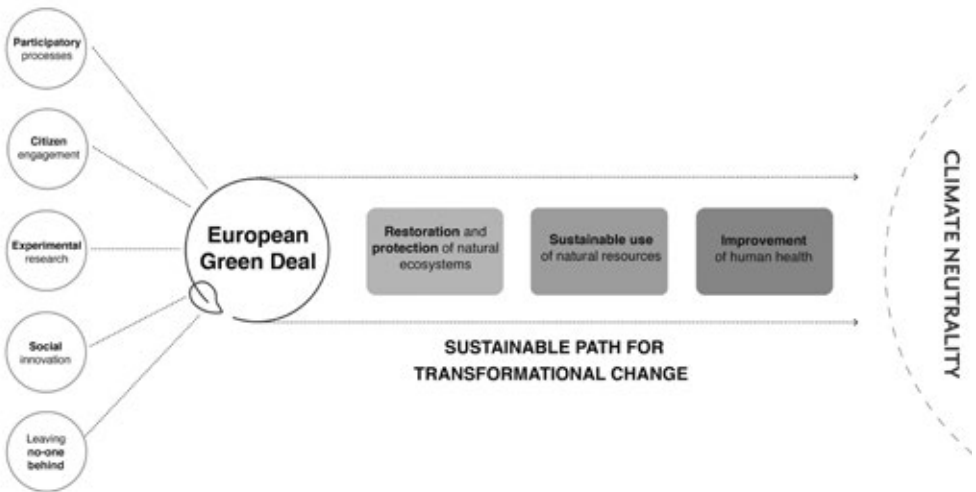 Participatory
processes
Citizen
engagement
Experimental
research
Social
innovation
Leaving
no-one
behind
European
Green Deal
Restoration and
protection of natural
ecosystems
Sustainable use
of natural resources
Improvement
of human health
SUSTAINABLE PATH FOR
TRANSFORMATIONAL CHANGE
CLIMATE NEUTRALITY